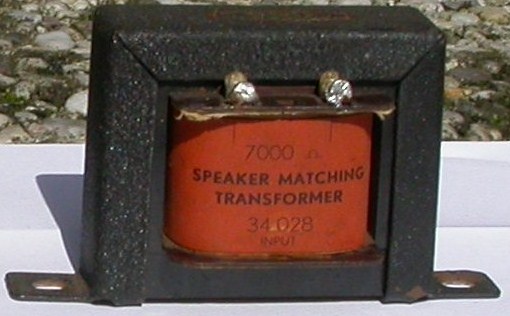 7000 Ω
SPEAKER MATCHING
TRANSFORMER
34.028
INPUT